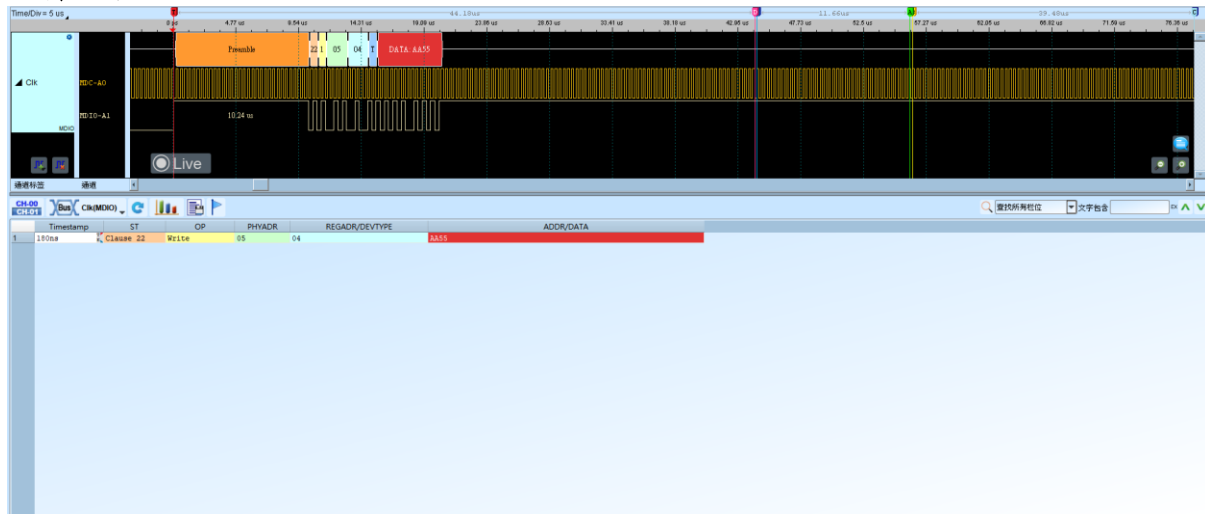 Time/Div = 5 us
44.18us 11.66us 39.40us
0 ps 4.77 us 9.54 us 14.31 us 19.09 us 23.86 us 28.63 us 33.41 us 38.18 us 42.95 us 47.73 us 52.5 us 57.27 us 62.05 us 66.82 us 71.59 us 76.36 us
Preamble 22 1 05 04 T DATA:AA55
Clk MDC-A0
MDIO-A1 10.24 us
MDIO
Live
通道标签 通道
CH-00
CH-01 Bus Clk(MDIO) 查找所有栏位 文字包含
Timestamp ST OP PHYADR REGADR/DEVTYPE ADDR/DATA
1 180ns Clause 22 Write 05 04 AA55